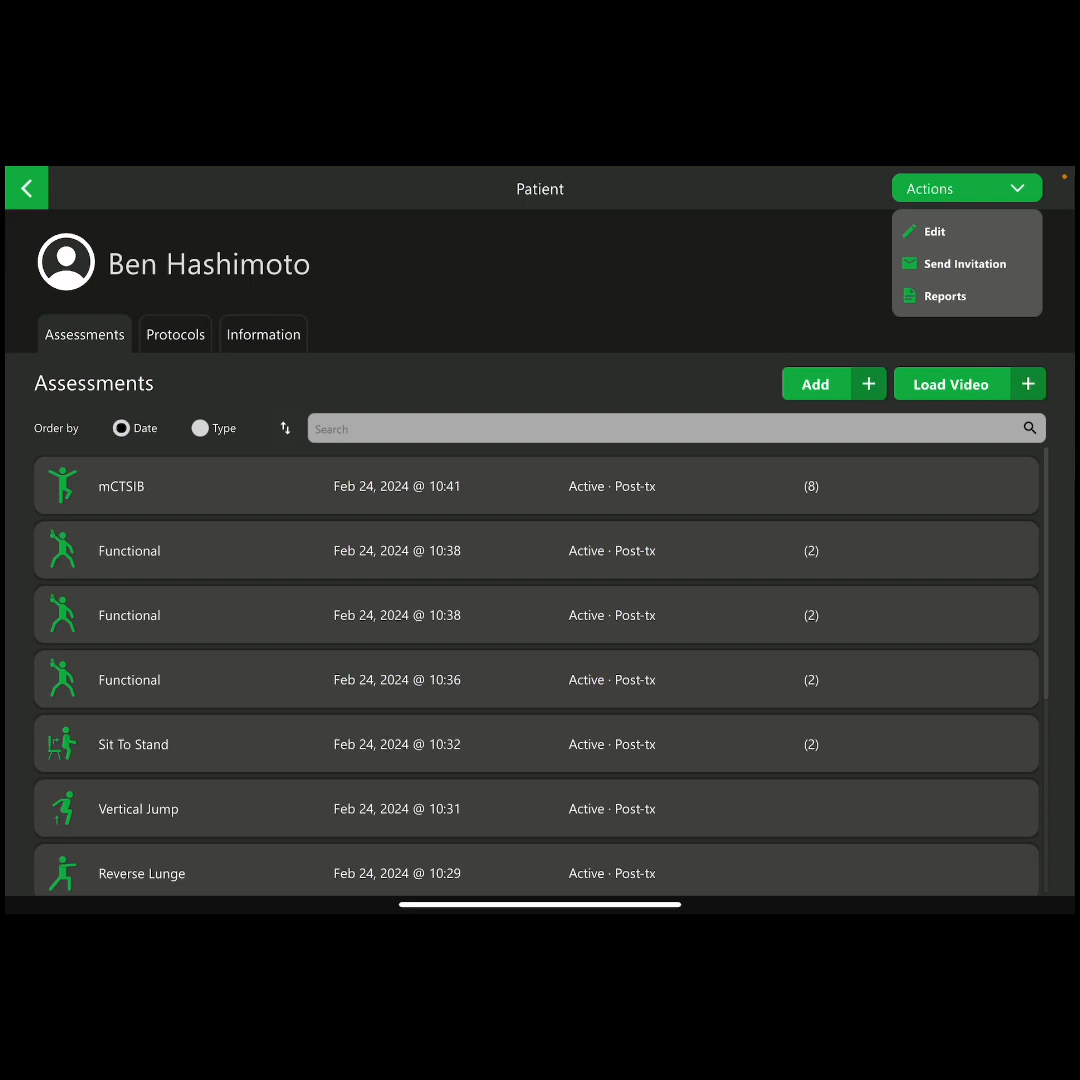 Patient
Actions
Edit
Send Invitation
Reports
Ben Hashimoto
Assessments Protocols Information
Assessments
Add + Load Video +
Order by Date Type Search
mCTSIB Feb 24, 2024 @ 10:41 Active · Post-tx (8)
Functional Feb 24, 2024 @ 10:38 Active · Post-tx (2)
Functional Feb 24, 2024 @ 10:38 Active · Post-tx (2)
Functional Feb 24, 2024 @ 10:36 Active · Post-tx (2)
Sit To Stand Feb 24, 2024 @ 10:32 Active · Post-tx (2)
Vertical Jump Feb 24, 2024 @ 10:31 Active · Post-tx
Reverse Lunge Feb 24, 2024 @ 10:29 Active · Post-tx